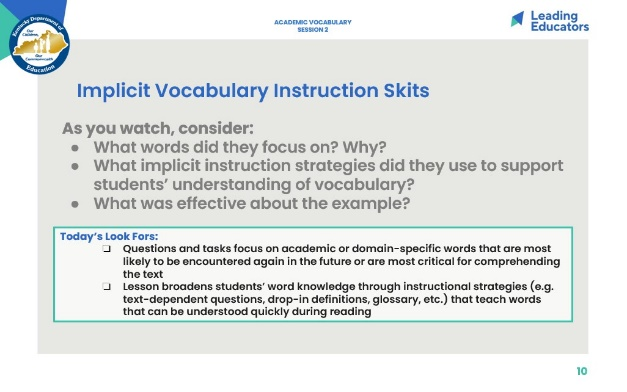 ACADEMIC VOCABULARY
SESSION 2
Leading
Educators
Kentucky Department of
Our
Children,
Our
Commonwealth
Education
Implicit Vocabulary Instruction Skits
As you watch, consider:
● What words did they focus on? Why?
● What implicit instruction strategies did they use to support
students’ understanding of vocabulary?
● What was effective about the example?
Today’s Look Fors:
❏ Questions and tasks focus on academic or domain-specific words that are most
likely to be encountered again in the future or are most critical for comprehending
the text
❏ Lesson broadens students’ word knowledge through instructional strategies (e.g.
text-dependent questions, drop-in definitions, glossary, etc.) that teach words
that can be understood quickly during reading
10